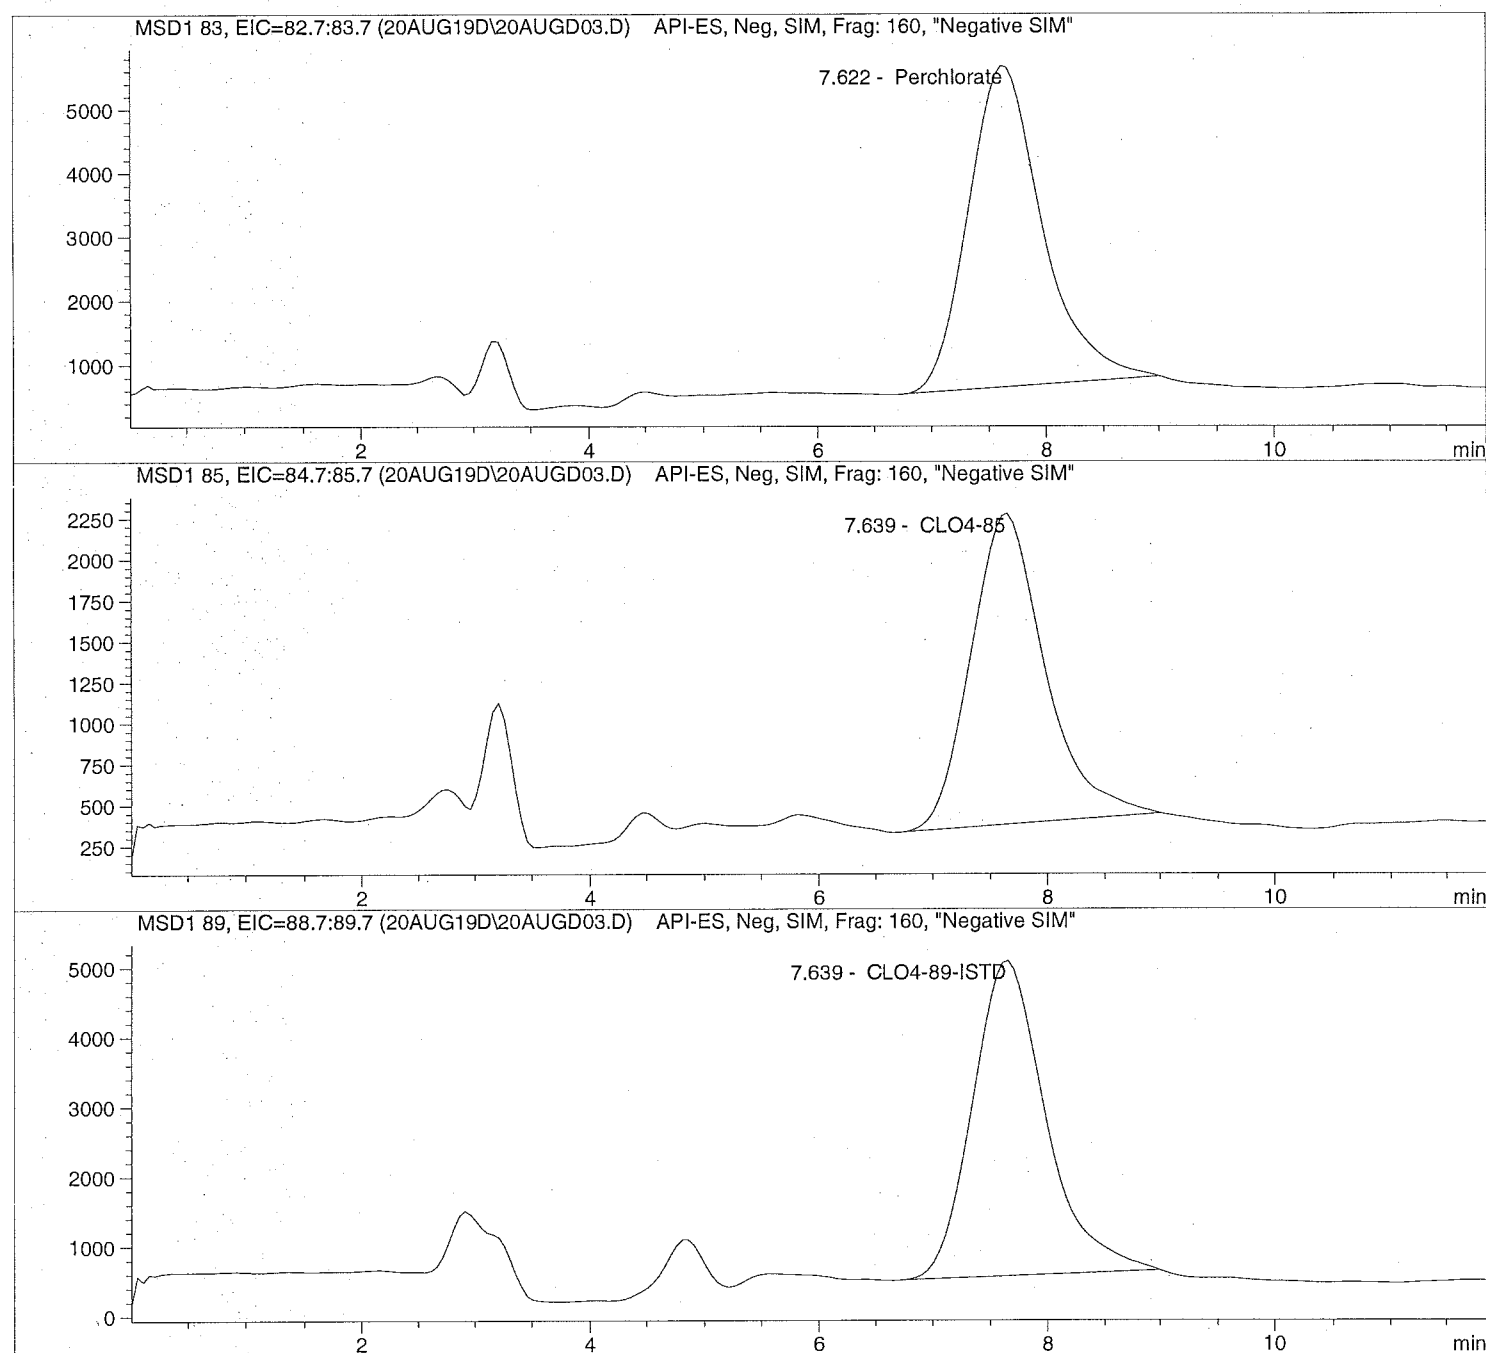 MSD1 83, EIC=82.7:83.7 (20AUG19D\20AUGD03.D) API-ES, Neg, SIM, Frag: 160, "Negative SIM"
7.622 - Perchlorate
5000
4000
3000
2000
1000
2 4 6 8 10 min
MSD1 85, EIC=84.7:85.7 (20AUG19D\20AUGD03.D) API-ES, Neg, SIM, Frag: 160, "Negative SIM"
7.639 - CLO4-85
2250
2000
1750
1500
1250
1000
750
500
250
2 4 6 8 10 min
MSD1 89, EIC=88.7:89.7 (20AUG19D\20AUGD03.D) API-ES, Neg, SIM, Frag: 160, "Negative SIM"
7.639 - CLO4-89-ISTD
5000
4000
3000
2000
1000
0
2 4 6 8 10 min